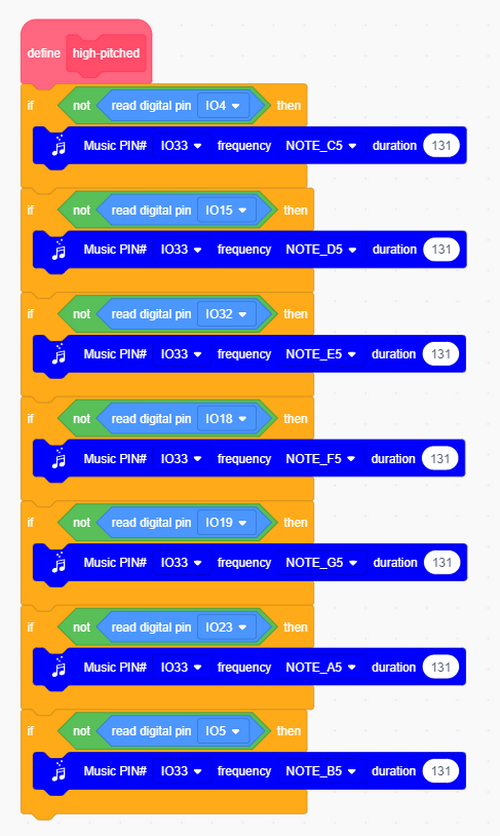 define high-pitched
if not read digital pin IO4 then
Music PIN# IO33 frequency NOTE_C5 duration 131
if not read digital pin IO15 then
Music PIN# IO33 frequency NOTE_D5 duration 131
if not read digital pin IO32 then
Music PIN# IO33 frequency NOTE_E5 duration 131
if not read digital pin IO18 then
Music PIN# IO33 frequency NOTE_F5 duration 131
if not read digital pin IO19 then
Music PIN# IO33 frequency NOTE_G5 duration 131
if not read digital pin IO23 then
Music PIN# IO33 frequency NOTE_A5 duration 131
if not read digital pin IO5 then
Music PIN# IO33 frequency NOTE_B5 duration 131